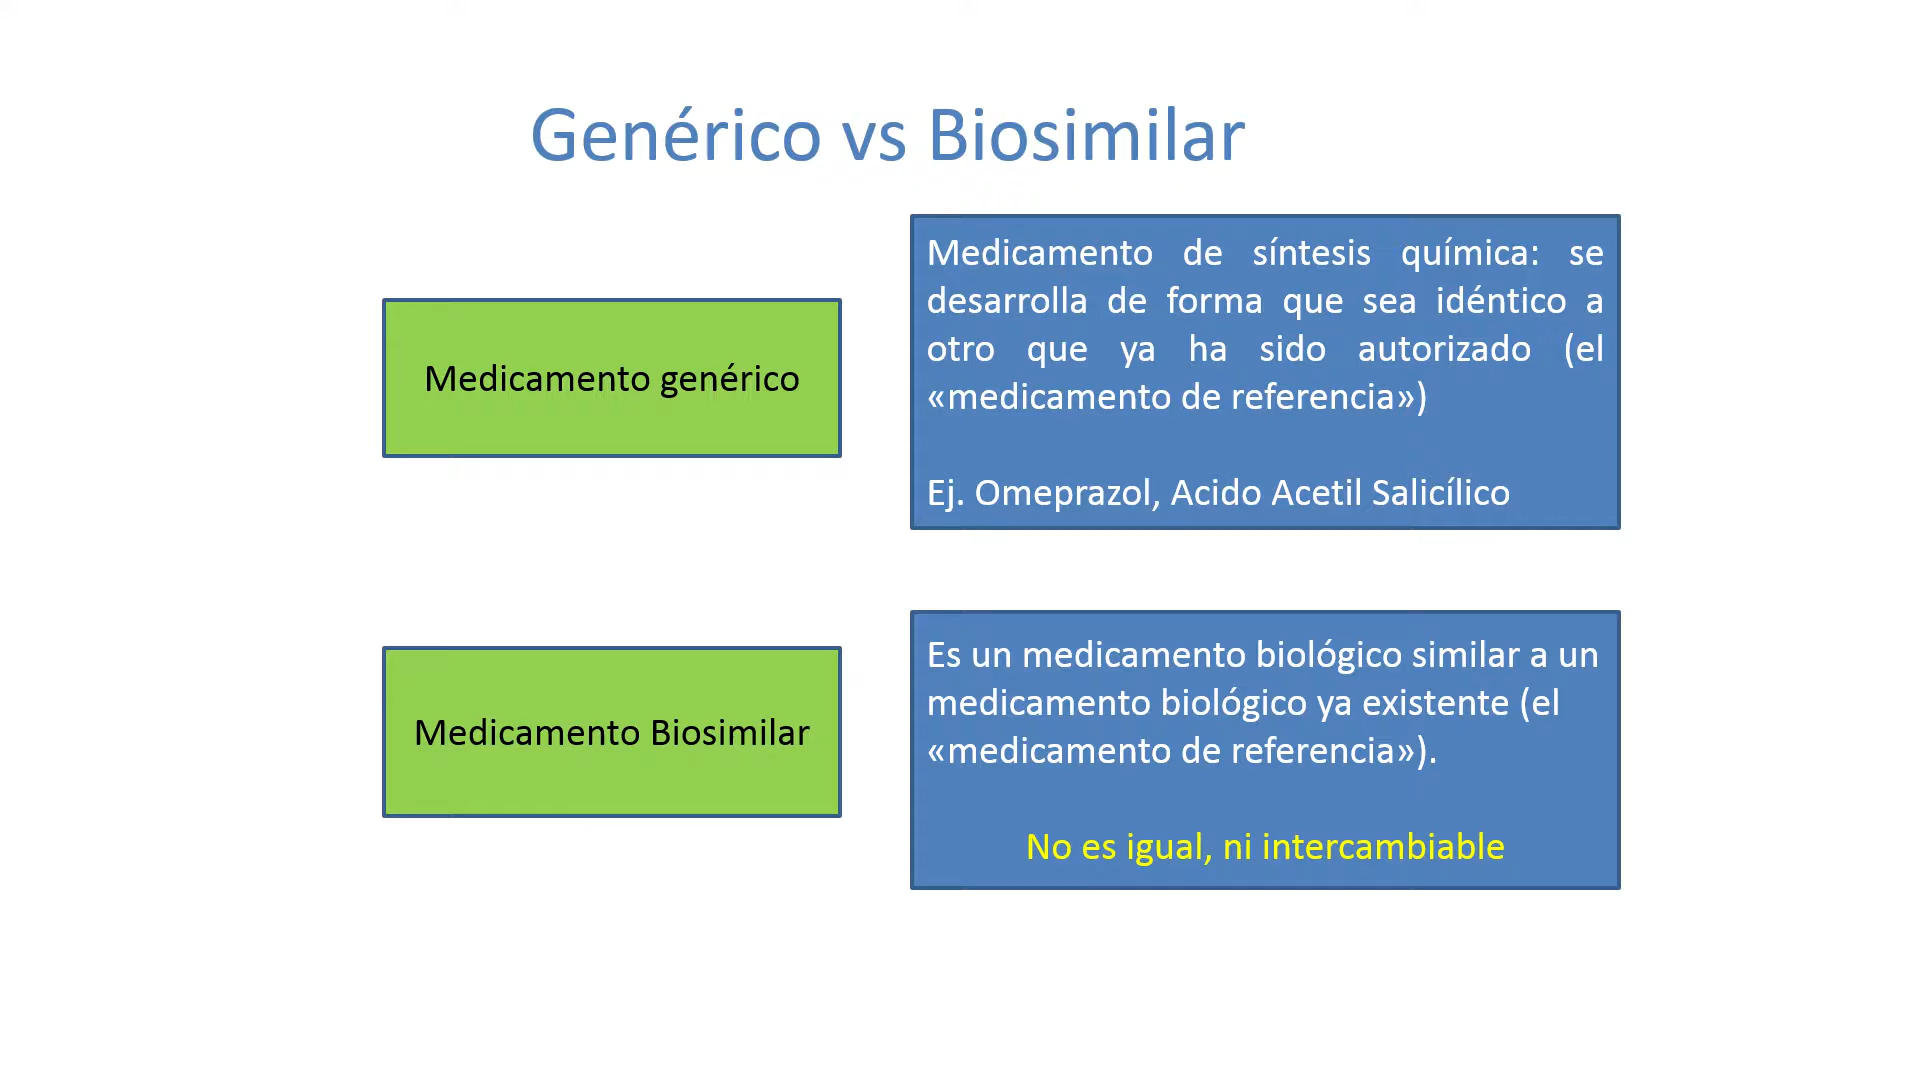 Genérico vs Biosimilar
Medicamento genérico
Medicamento de síntesis química: se
desarrolla de forma que sea idéntico a
otro que ya ha sido autorizado (el
«medicamento de referencia»)
Ej. Omeprazol, Acido Acetil Salicílico
Medicamento Biosimilar
Es un medicamento biológico similar a un
medicamento biológico ya existente (el
«medicamento de referencia»).
No es igual, ni intercambiable